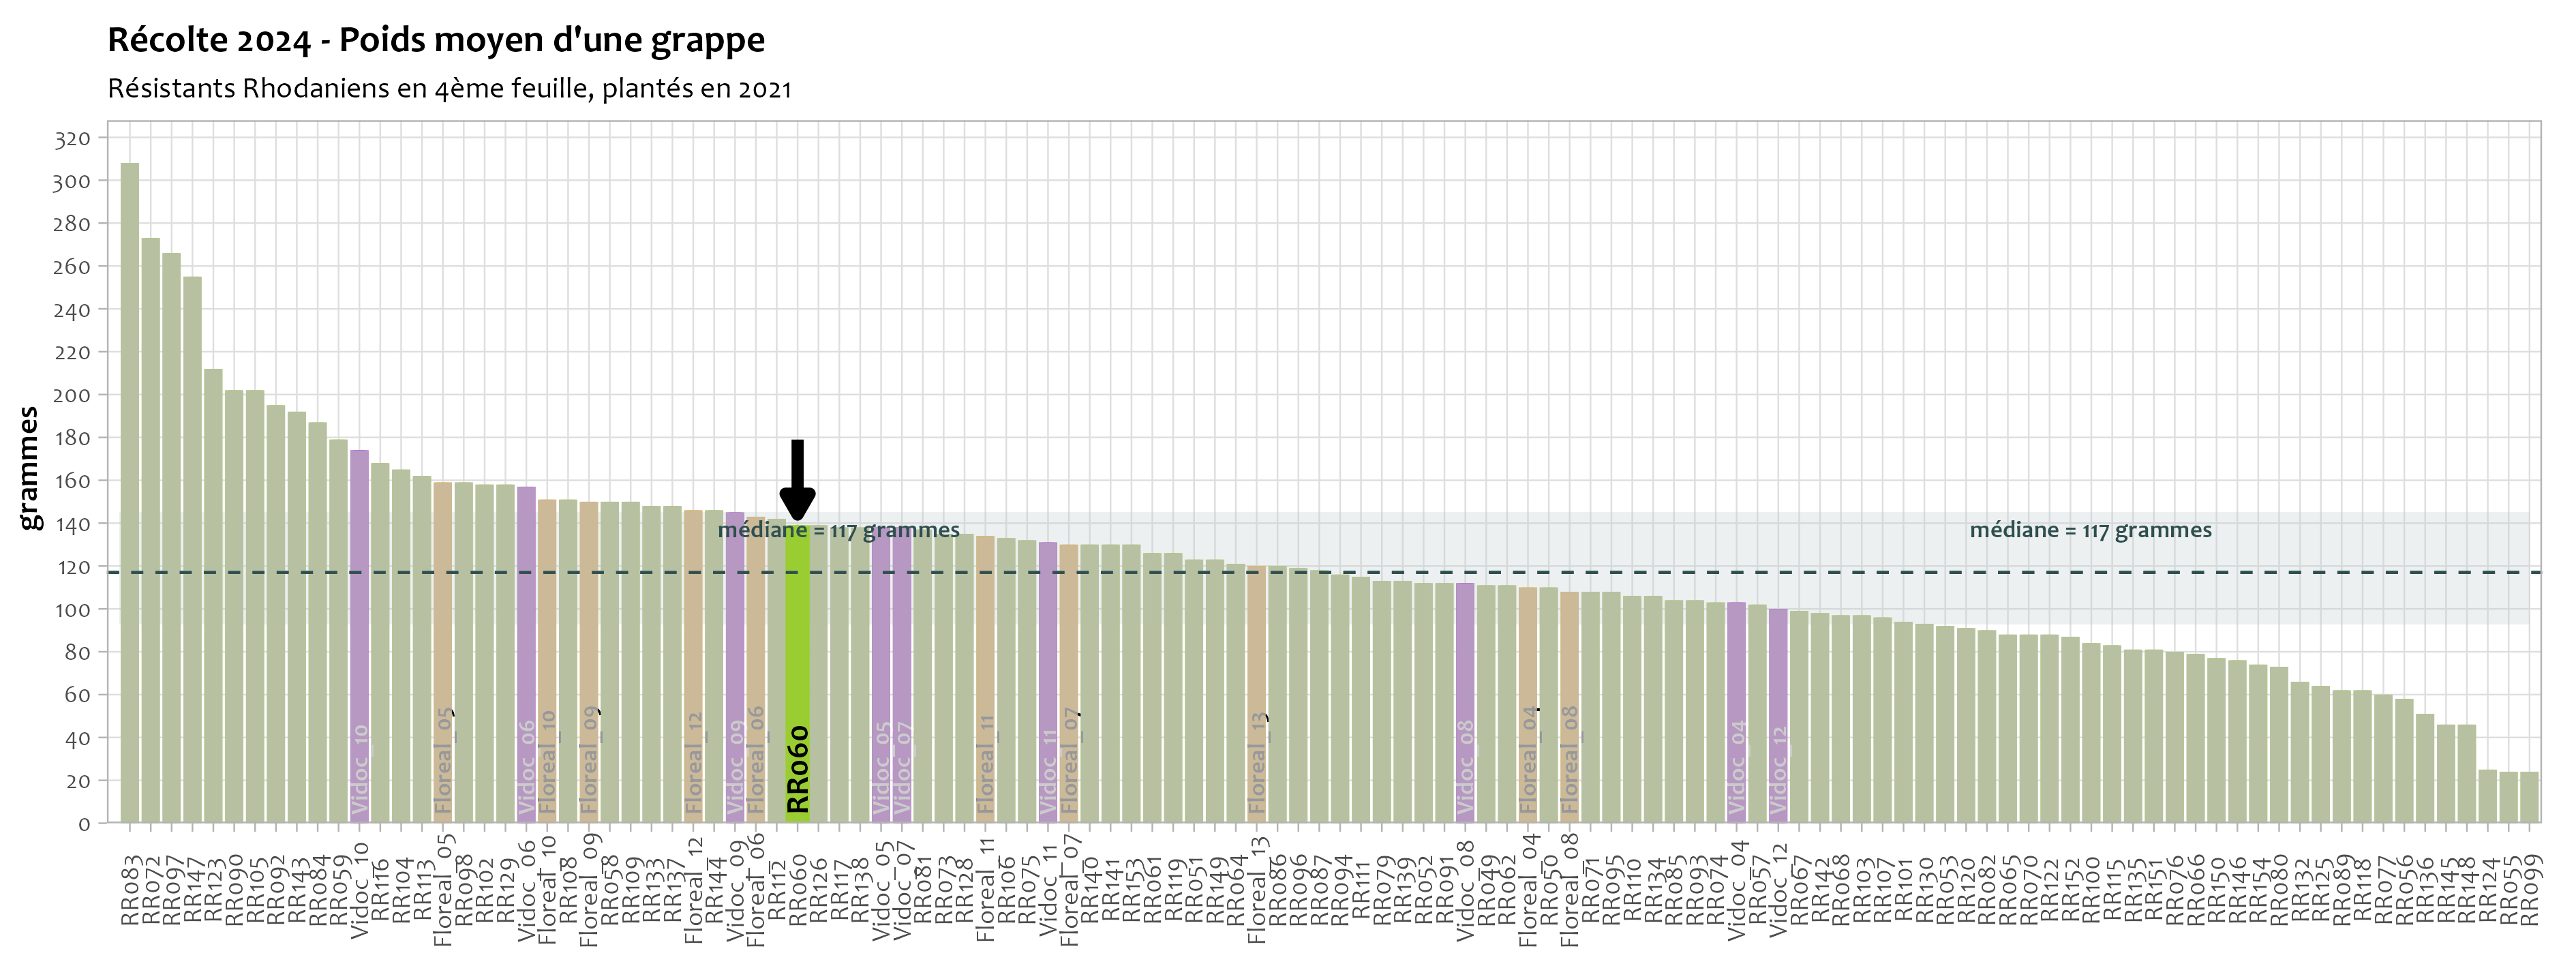 Récolte 2024 - Poids moyen d'une grappe
Résistants Rhodaniens en 4ème feuille, plantés en 2021
grammes
320
300
280
260
240
220
200
180
160
140
120
100
80
60
40
20
0
médiane = 117 grammes
médiane = 117 grammes
Vidoc_10
Floreal_05
Vidoc_06
Floreal_10
Floreal_09
Floreal_12
Vidoc_09
Floreal_06
RR060
Vidoc_05
Vidoc_07
Floreal_11
Vidoc_11
Floreal_07
Floreal_13
Vidoc_08
Floreal_04
Floreal_08
Vidoc_04
Vidoc_12
RR083
RR072
RR097
RR147
RR123
RR090
RR105
RR092
RR143
RR084
RR059
Vidoc_10
RR116
RR104
RR113
Floreal_05
RR098
RR102
RR129
Vidoc_06
Floreal_10
RR108
Floreal_09
RR058
RR109
RR133
RR137
Floreal_12
RR144
Vidoc_09
Floreal_06
RR112
RR060
RR126
RR117
RR138
Vidoc_05
Vidoc_07
RR081
RR073
RR128
Floreal_11
RR106
RR075
Vidoc_11
Floreal_07
RR140
RR141
RR153
RR061
RR119
RR051
RR149
RR064
Floreal_13
RR086
RR096
RR087
RR094
RR111
RR079
RR139
RR052
RR091
Vidoc_08
RR049
RR062
Floreal_04
RR050
Floreal_08
RR071
RR095
RR110
RR134
RR085
RR093
RR074
Vidoc_04
RR057
Vidoc_12
RR067
RR142
RR068
RR103
RR107
RR101
RR130
RR053
RR120
RR082
RR065
RR070
RR122
RR152
RR100
RR115
RR135
RR151
RR076
RR066
RR150
RR146
RR154
RR080
RR132
RR125
RR089
RR118
RR077
RR056
RR136
RR145
RR148
RR124
RR055
RR099